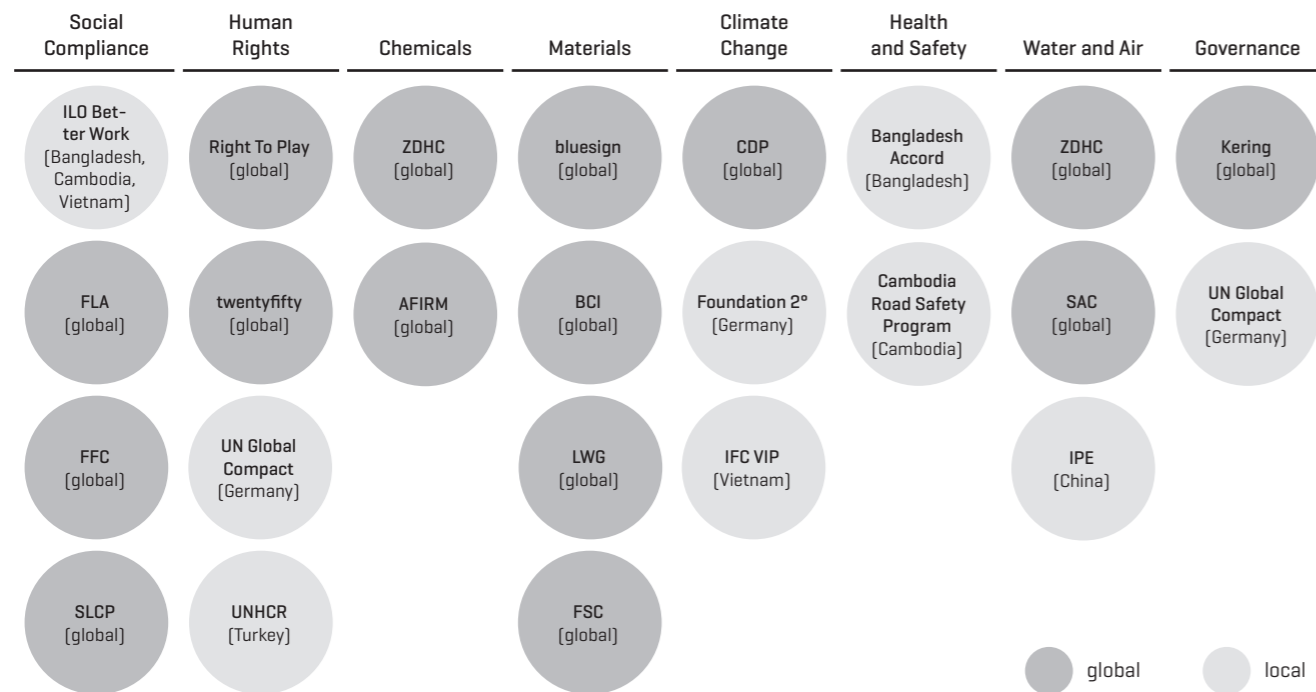 Social
Compliance
Human
Rights
Chemicals
Materials
Climate
Change
Health
and Safety
Water and Air
Governance
ILO Bet-
ter Work
(Bangladesh,
Cambodia,
Vietnam)
Right To Play
(global)
ZDHC
(global)
bluesign
(global)
CDP
(global)
Bangladesh
Accord
(Bangladesh)
ZDHC
(global)
Kering
(global)
FLA
(global)
twentyfifty
(global)
AFIRM
(global)
BCI
(global)
Foundation 2°
(Germany)
Cambodia
Road Safety
Program
(Cambodia)
SAC
(global)
UN Global
Compact
(Germany)
FFC
(global)
UN Global
Compact
(Germany)
LWG
(global)
IFC VIP
(Vietnam)
IPE
(China)
SLCP
(global)
UNHCR
(Turkey)
FSC
(global)
global
local